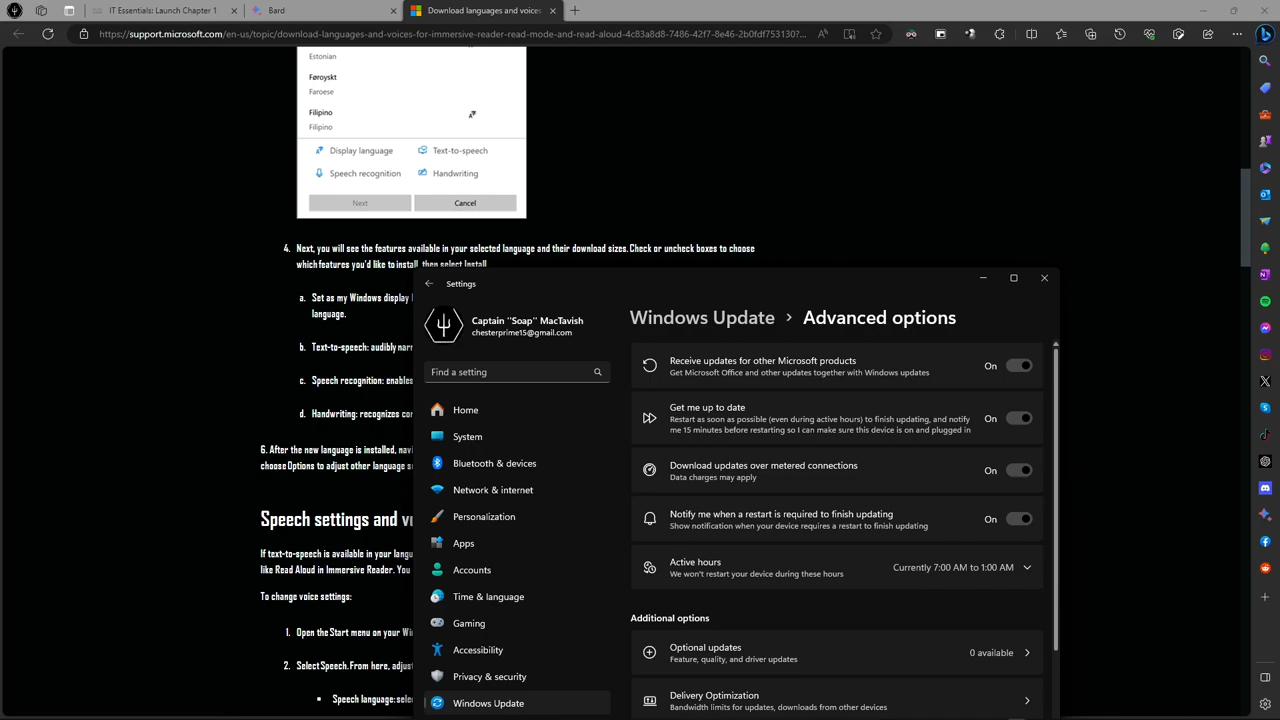 IT Essentials: Launch Chapter 1
Bard
Download languages and voices
https://support.microsoft.com/en-us/topic/download-languages-and-voices-for-immersive-reader-read-mode-and-read-aloud-4c83a8d8-7486-42f7-8e46-2b0fdf753130?...
Estonian
Føroyskt
Faroese
Filipino
Filipino
Display language
Text-to-speech
Speech recognition
Handwriting
Next
Cancel
4. Next, you will see the features available in your selected language and their download sizes. Check or uncheck boxes to choose
which features you'd like to install, then select Install.
a. Set as my Windows display l
language.
b. Text-to-speech: audibly narr
c. Speech recognition: enables
d. Handwriting: recognizes con
6. After the new language is installed, navi
choose Options to adjust other language s
Speech settings and vo
If text-to-speech is available in your lang
like Read Aloud in Immersive Reader. You
To change voice settings:
1. Open the Start menu on your Win
2. Select Speech. From here, adjust
Speech language: selec
Settings
Captain "Soap" MacTavish
chesterprime15@gmail.com
Find a setting
Home
System
Bluetooth & devices
Network & internet
Personalization
Apps
Accounts
Time & language
Gaming
Accessibility
Privacy & security
Windows Update
Windows Update › Advanced options
Receive updates for other Microsoft products
Get Microsoft Office and other updates together with Windows updates
On
Get me up to date
Restart as soon as possible (even during active hours) to finish updating, and notify
me 15 minutes before restarting so I can make sure this device is on and plugged in
On
Download updates over metered connections
Data charges may apply
On
Notify me when a restart is required to finish updating
Show notification when your device requires a restart to finish updating
On
Active hours
We won't restart your device during these hours
Currently 7:00 AM to 1:00 AM
Additional options
Optional updates
Feature, quality, and driver updates
0 available
Delivery Optimization
Bandwidth limits for updates, downloads from other devices